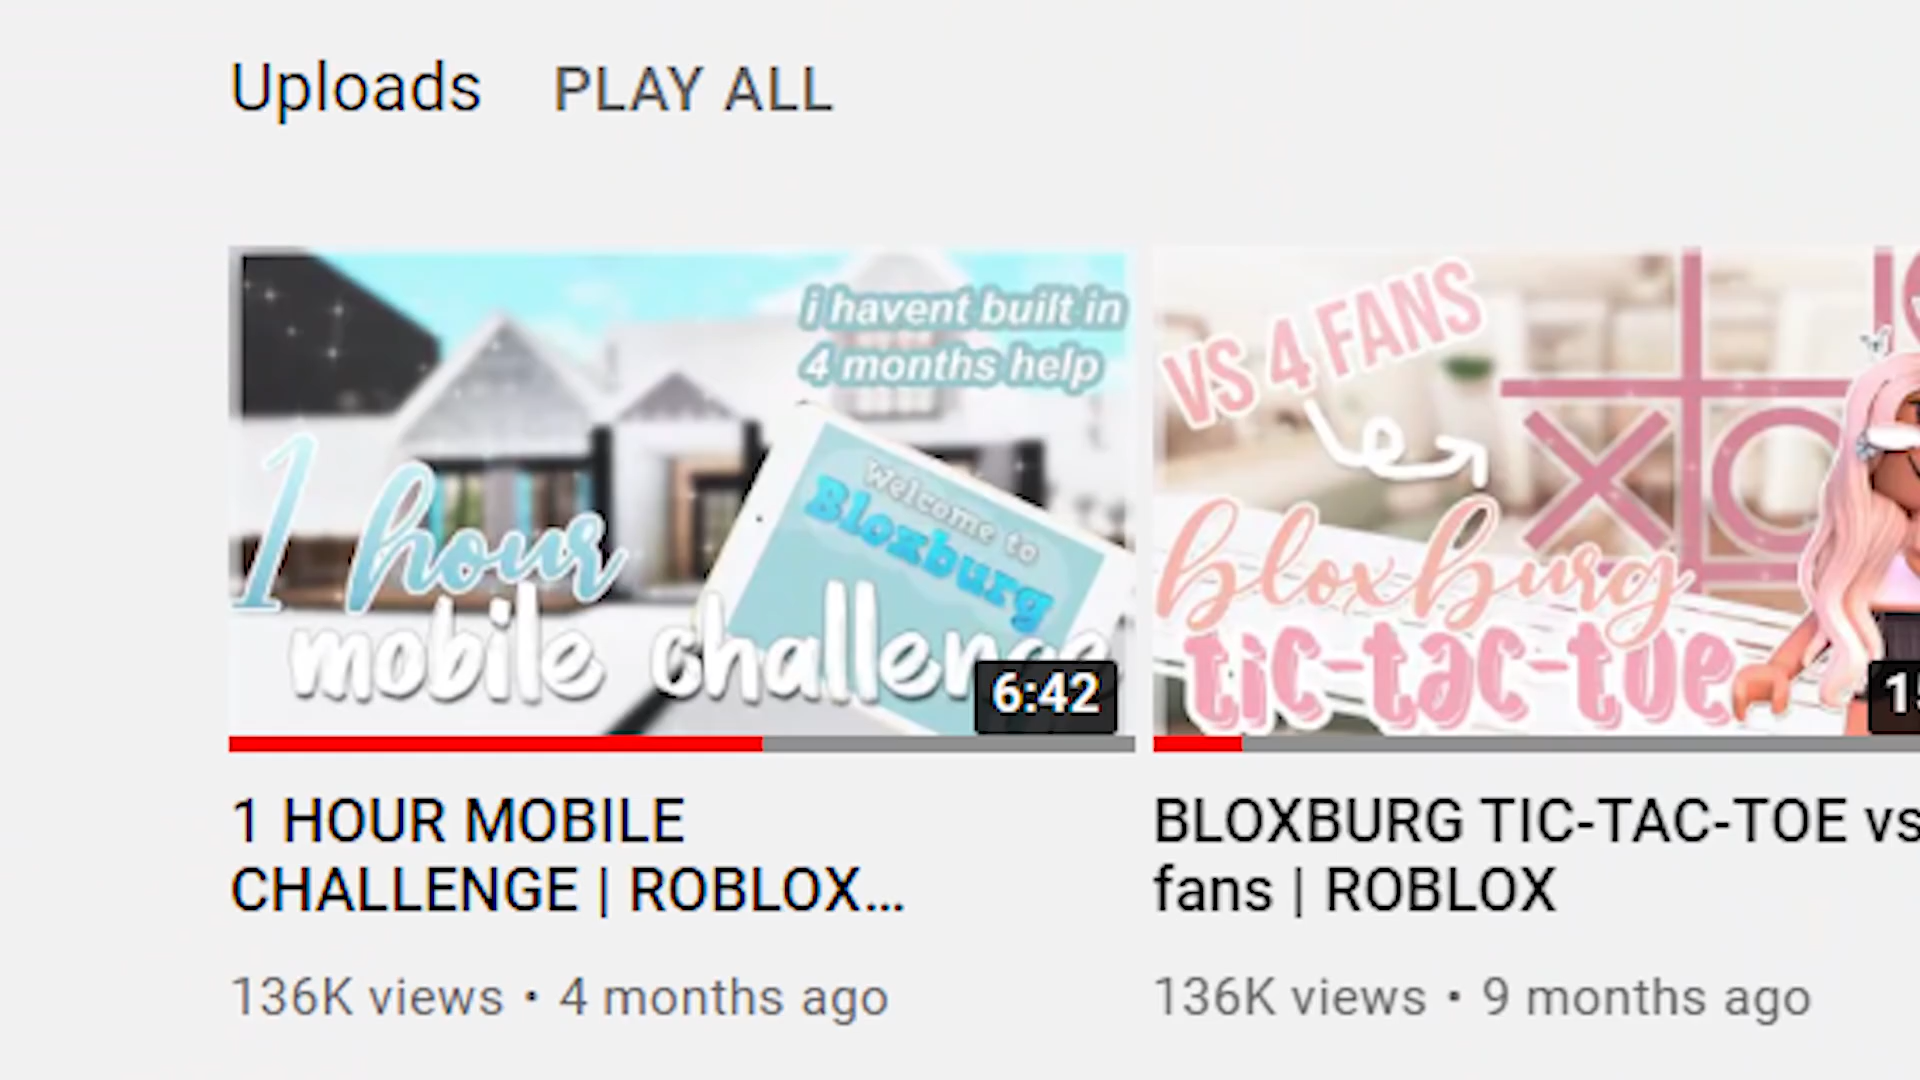 Uploads PLAY ALL
i havent built in
4 months help
Welcome to
Bloxburg
1 hour
mobile challenge
6:42
VS 4 FANS
bloxburg
tic-tac-toe
1 HOUR MOBILE
CHALLENGE | ROBLOX...
136K views • 4 months ago
BLOXBURG TIC-TAC-TOE vs
fans | ROBLOX
136K views • 9 months ago